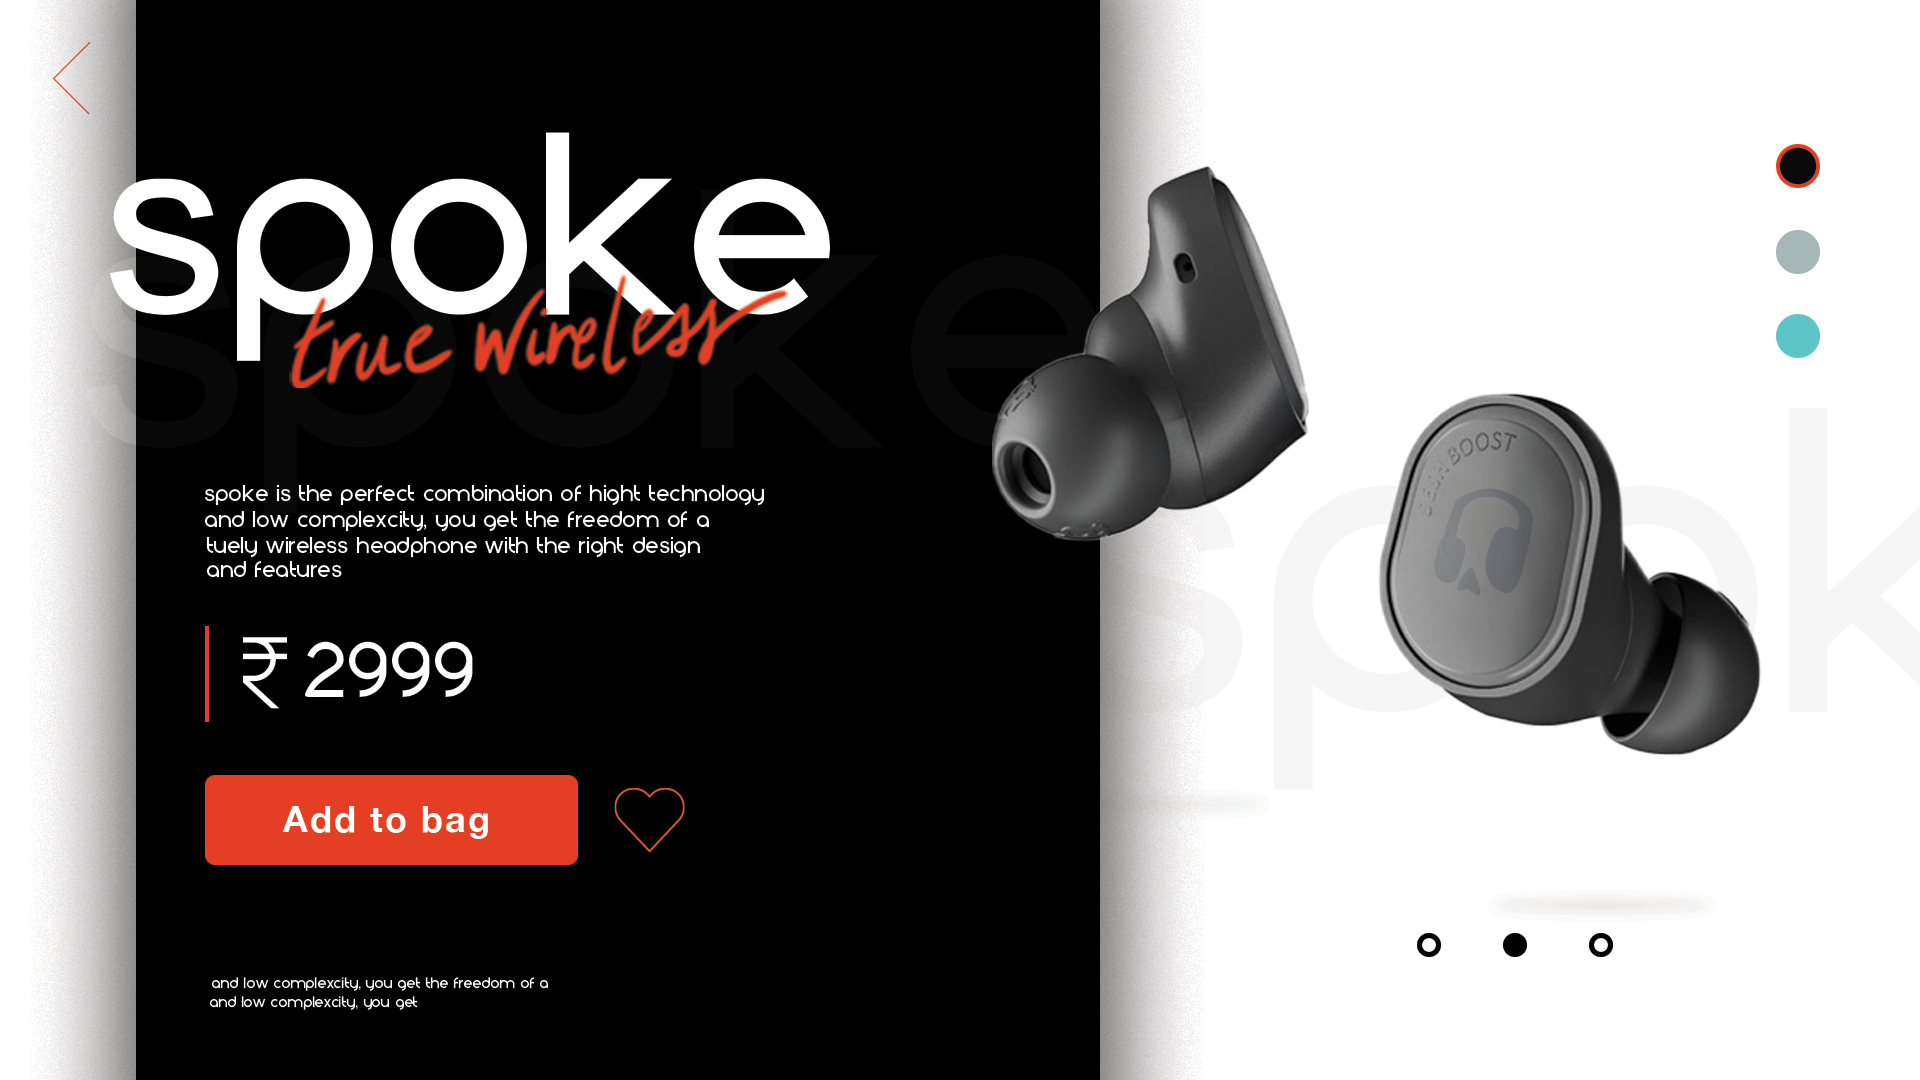 spoke
true wireless
spoke is the perfect combination of hight technology
and low complexcity, you get the freedom of a
tuely wireless headphone with the right design
and features
₹ 2999
Add to bag
and low complexcity, you get the freedom of a
and low complexcity, you get
spoke
SESH BOOST
spok